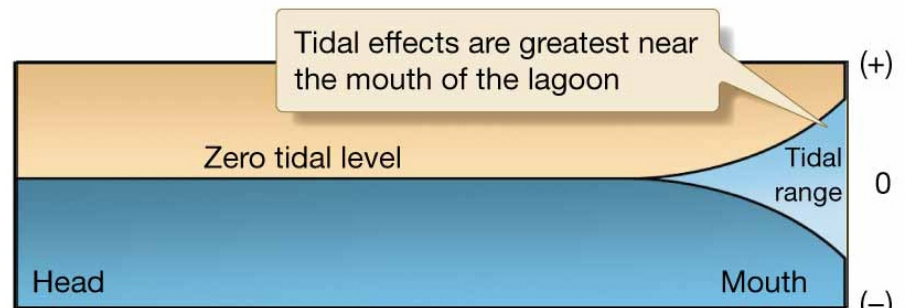 Tidal effects are greatest near
the mouth of the lagoon
(+)
Zero tidal level
Tidal
range
0
Head
Mouth
(–)